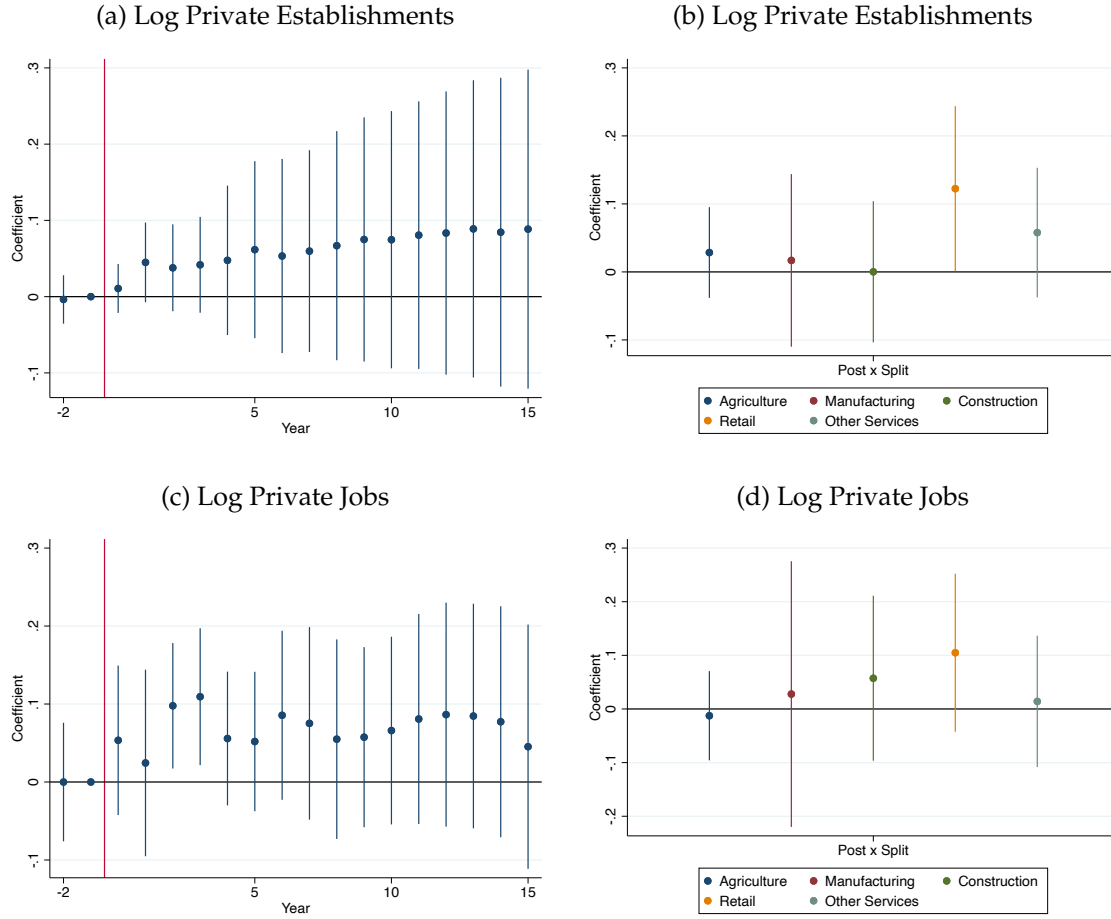 (a) Log Private Establishments
.3
.2
.1
0
-.1
Coefficient
-2
5
10
15
Year
(b) Log Private Establishments
.3
.2
.1
0
-.1
Coefficient
Post x Split
Agriculture
Manufacturing
Construction
Retail
Other Services
(c) Log Private Jobs
.3
.2
.1
0
-.1
Coefficient
-2
5
10
15
Year
(d) Log Private Jobs
.3
.2
.1
0
-.1
-.2
Coefficient
Post x Split
Agriculture
Manufacturing
Construction
Retail
Other Services